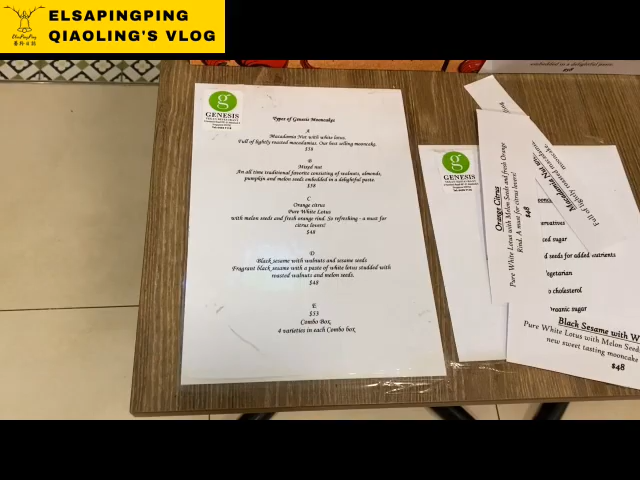 ELSAPINGPING
QIAOLING'S VLOG
g
GENESIS
Types of Genesis Mooncakes
A
Macadamia Nut with white lotus.
Full of lightly roasted macadamias. Our best selling mooncake.
$58
B
Mixed nut
An all time traditional favorite consisting of walnuts, almonds,
pumpkin and melon seeds embedded in a delightful paste.
$58
C
Orange citrus
Pure White Lotus
with melon seeds and fresh orange rind. So refreshing - a must for
citrus lovers!
$48
D
Black sesame with walnuts and sesame seeds
Fragrant black sesame with a paste of white lotus studded with
roasted walnuts and melon seeds.
$48
E
$53
Combo Box
4 varieties in each Combo box
g
GENESIS
Orange Citrus
Pure White Lotus with Melon Seeds and fresh Orange
Rind. A must for citrus lovers!
$48
Macadamia Nut
Full of lightly roasted macadamia
ed sugar
d seeds for added nutrients
egetarian
cholesterol
sugar
Black Sesame with W
Pure White Lotus with Melon Seeds
new sweet tasting mooncake
$48